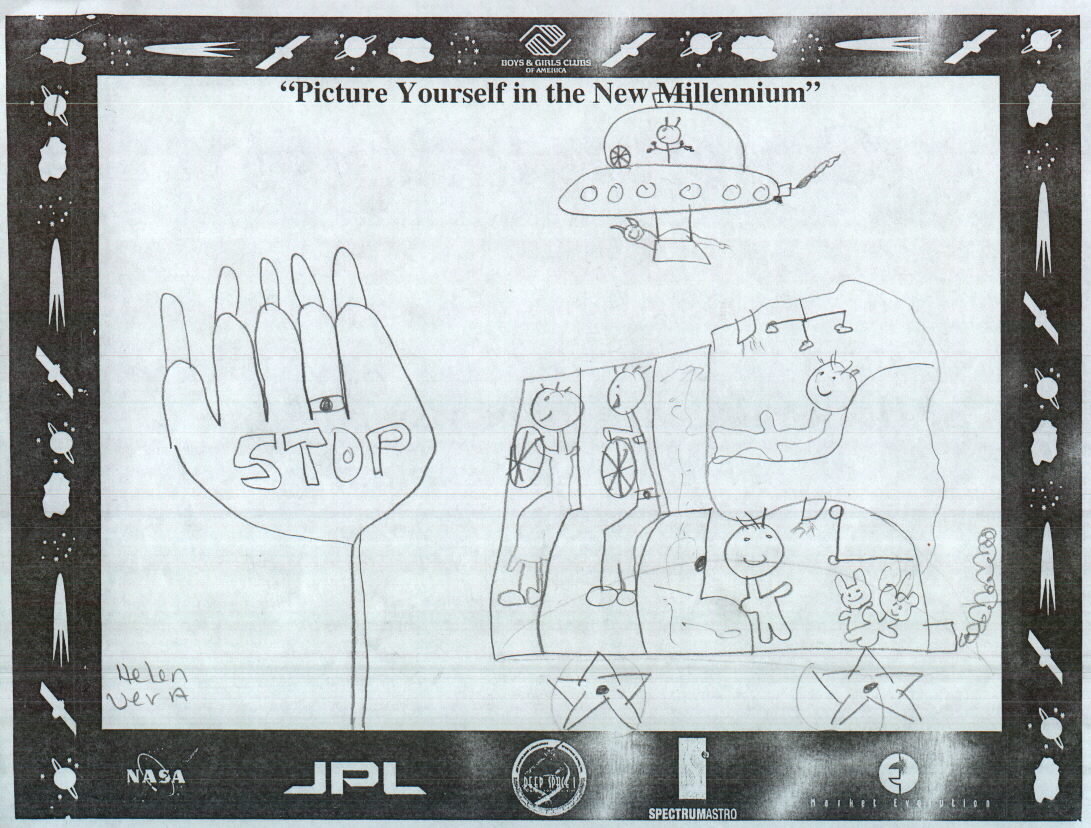 BOYS & GIRLS CLUBS
OF AMERICA
“Picture Yourself in the New Millennium”
STOP
Helen
Vera
NASA
JPL
DEEP SPACE 1
SPECTRUMASTRO
Market Evolution